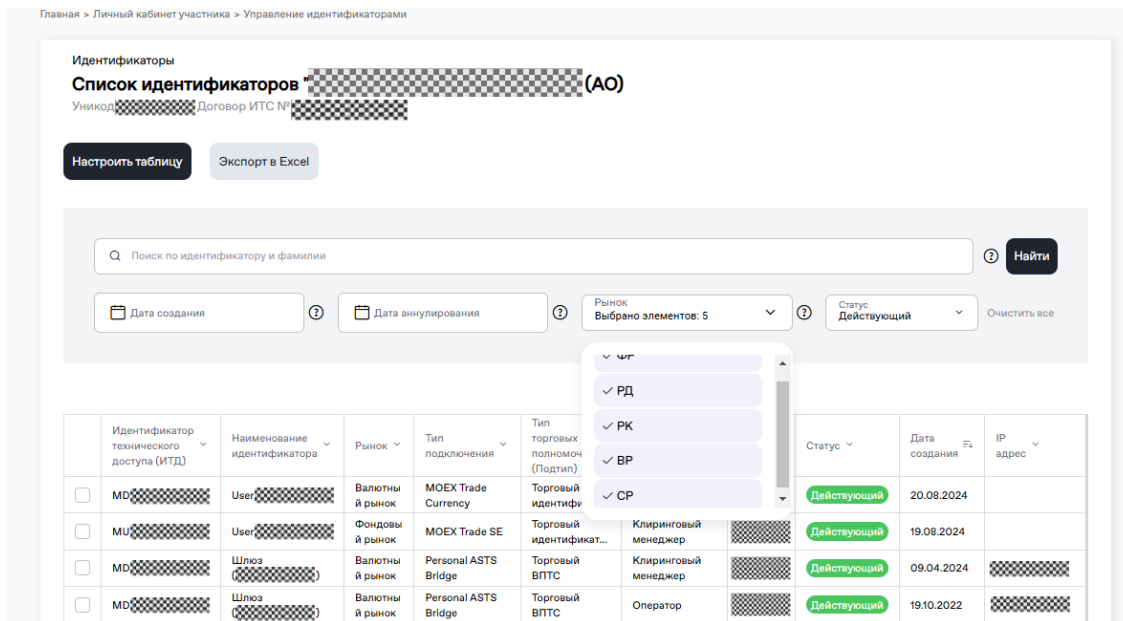 Главная > Личный кабинет участника > Управление идентификаторами
Идентификаторы
Список идентификаторов " (АО)
Уникод Договор ИТС №
Настроить таблицу
Экспорт в Excel
Поиск по идентификатору и фамилии
Найти
Дата создания
Дата аннулирования
Рынок
Выбрано элементов: 5
Статус
Действующий
Очистить все
ФР
РД
РК
ВР
СР
Идентификатор
технического
доступа (ИТД)
Наименование
идентификатора
Рынок
Тип
подключения
Тип
торговых
полномоч
(Подтип)
Статус
Дата
создания
IP
адрес
MD
User
Валютны
й рынок
MOEX Trade
Currency
Торговый
идентифи
Действующий
20.08.2024
MU
User
Фондовы
й рынок
MOEX Trade SE
Торговый
идентификат...
Клиринговый
менеджер
Действующий
19.08.2024
MD
Шлюз
( )
Валютны
й рынок
Personal ASTS
Bridge
Торговый
ВПТС
Клиринговый
менеджер
Действующий
09.04.2024
MD
Шлюз
( )
Валютны
й рынок
Personal ASTS
Bridge
Торговый
ВПТС
Оператор
Действующий
19.10.2022